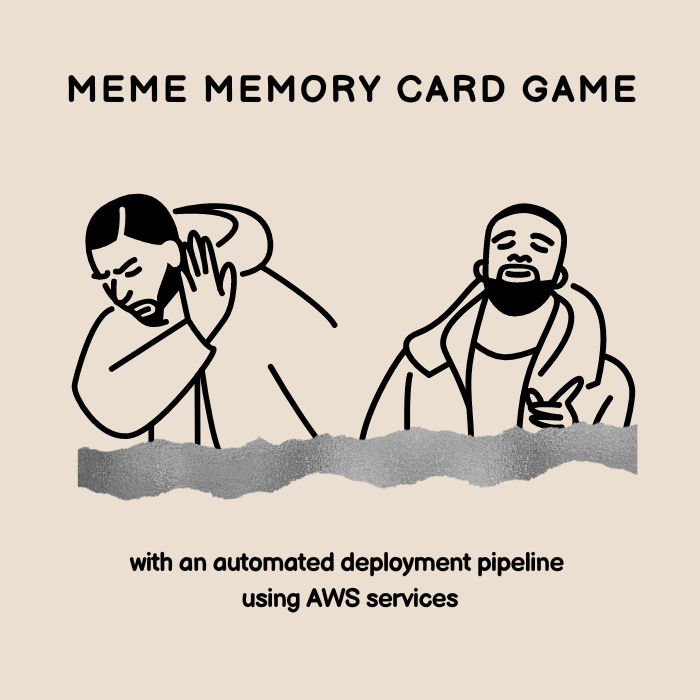 MEME MEMORY CARD GAME
with an automated deployment pipeline
using AWS services